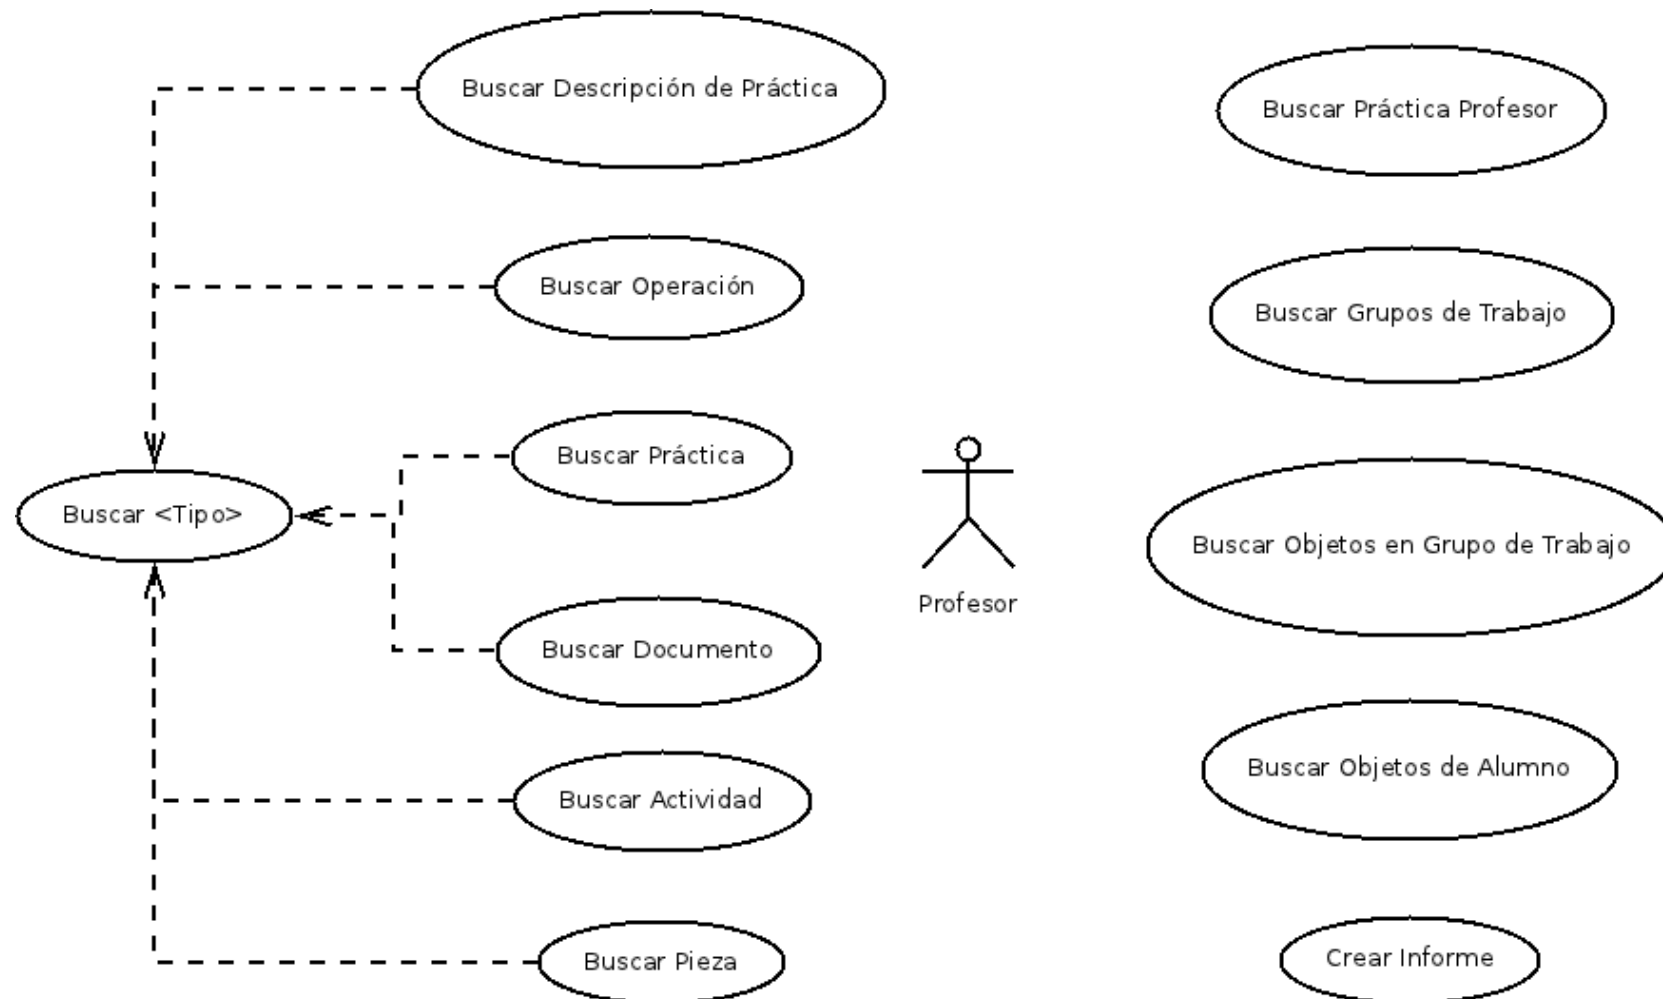 Buscar Descripción de Práctica
Buscar Práctica Profesor
Buscar Operación
Buscar Grupos de Trabajo
Buscar Práctica
Buscar <Tipo>
Buscar Objetos en Grupo de Trabajo
Profesor
Buscar Documento
Buscar Objetos de Alumno
Buscar Actividad
Buscar Pieza
Crear Informe